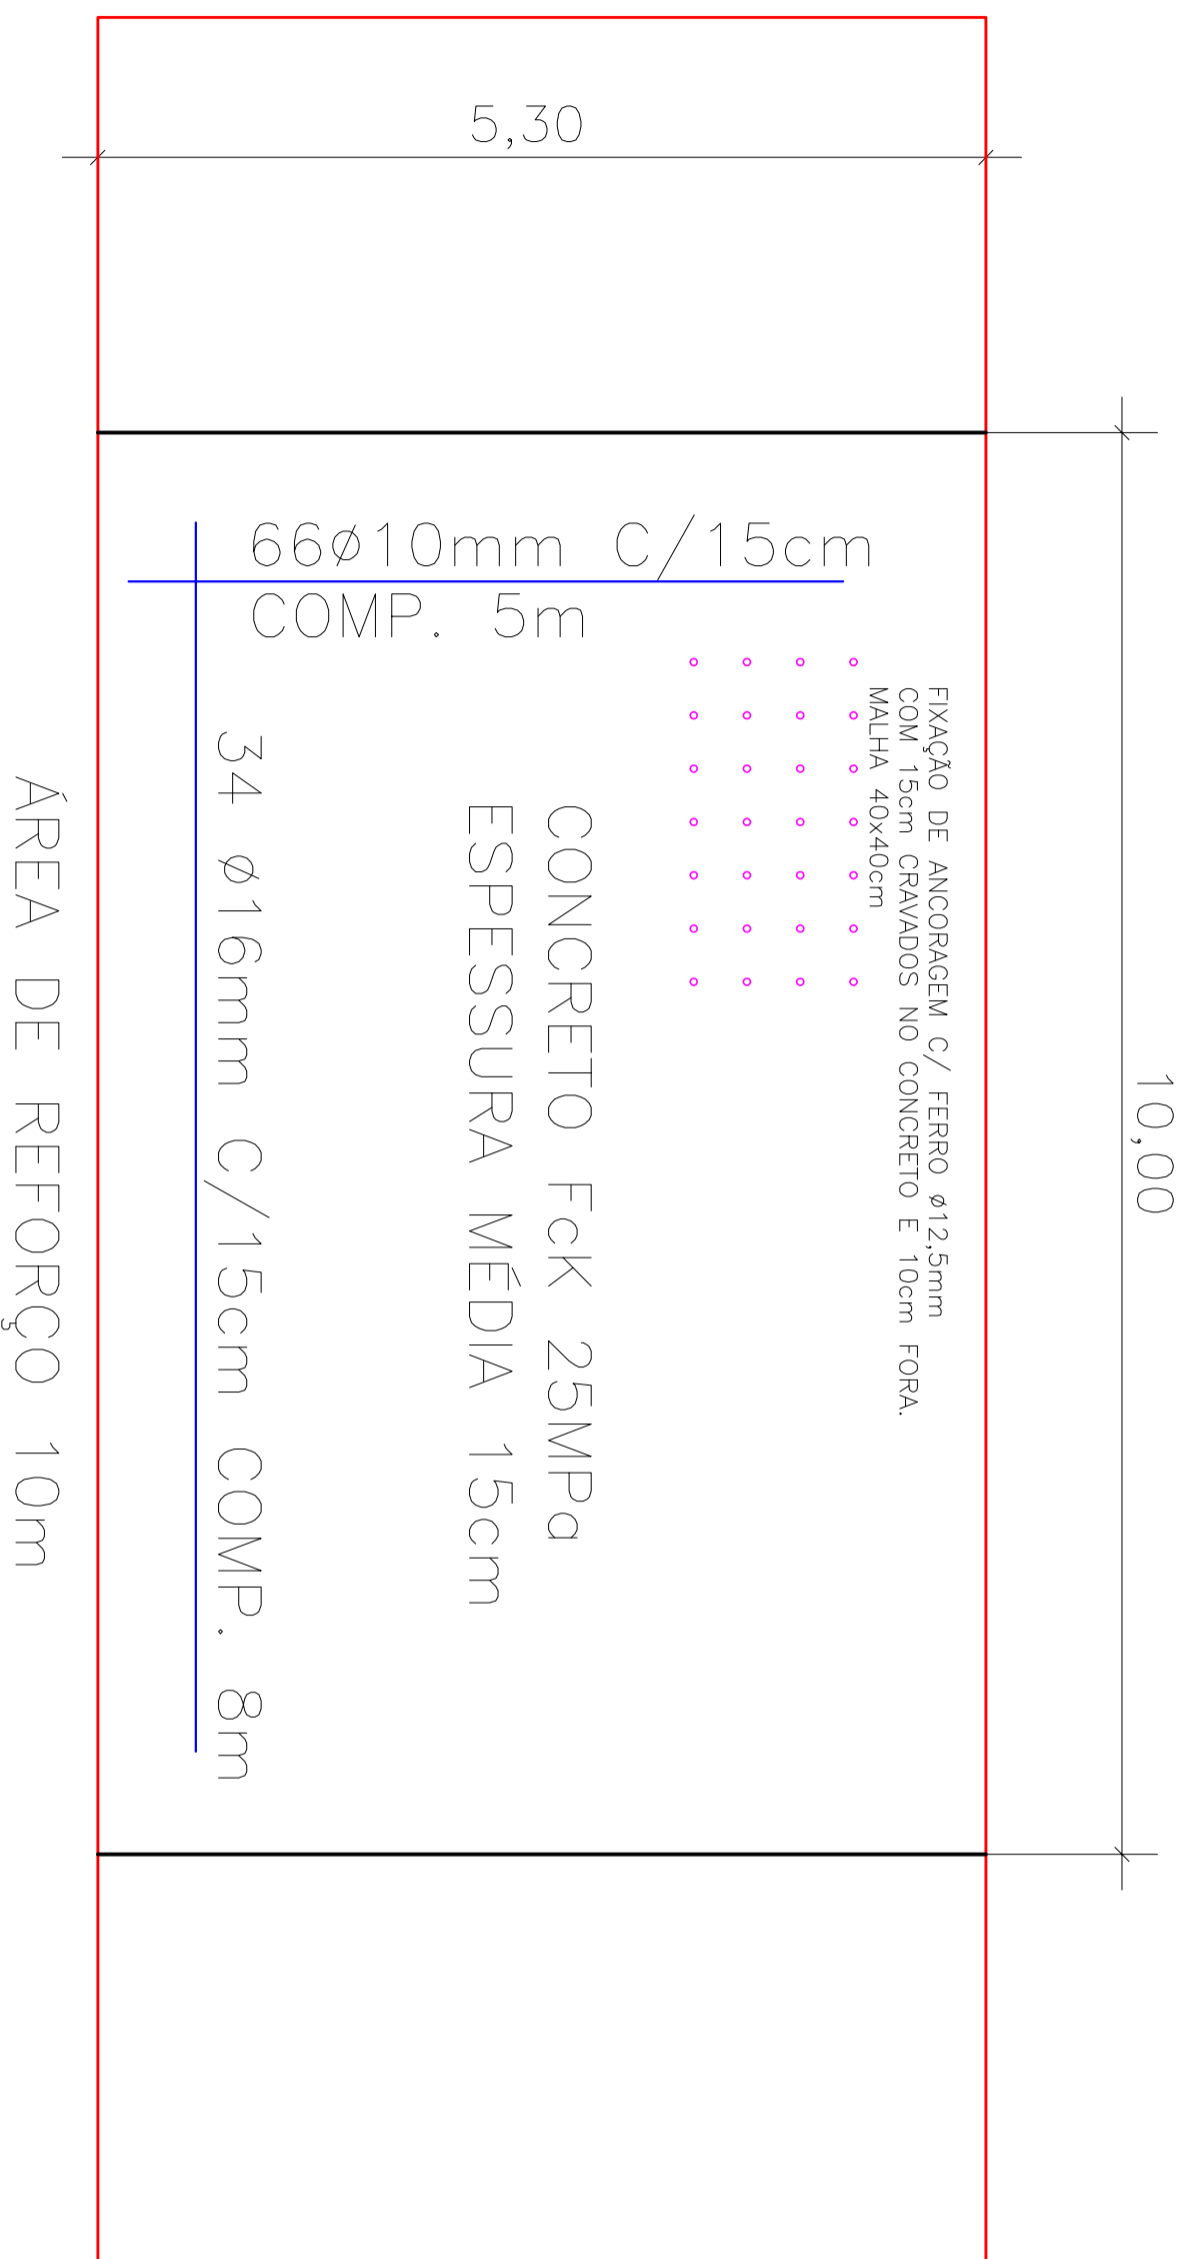 5,30
10,00
66ø10mm C/15cm
COMP. 5m
FIXAÇÃO DE ANCORAGEM C/ FERRO ø12,5mm
COM 15cm CRAVADOS NO CONCRETO E 10cm FORA.
MALHA 40x40cm
CONCRETO FcK 25MPa
ESPESSURA MÉDIA 15cm
34 ø16mm C/15cm COMP. 8m
ÁREA DE REFORÇO 10m